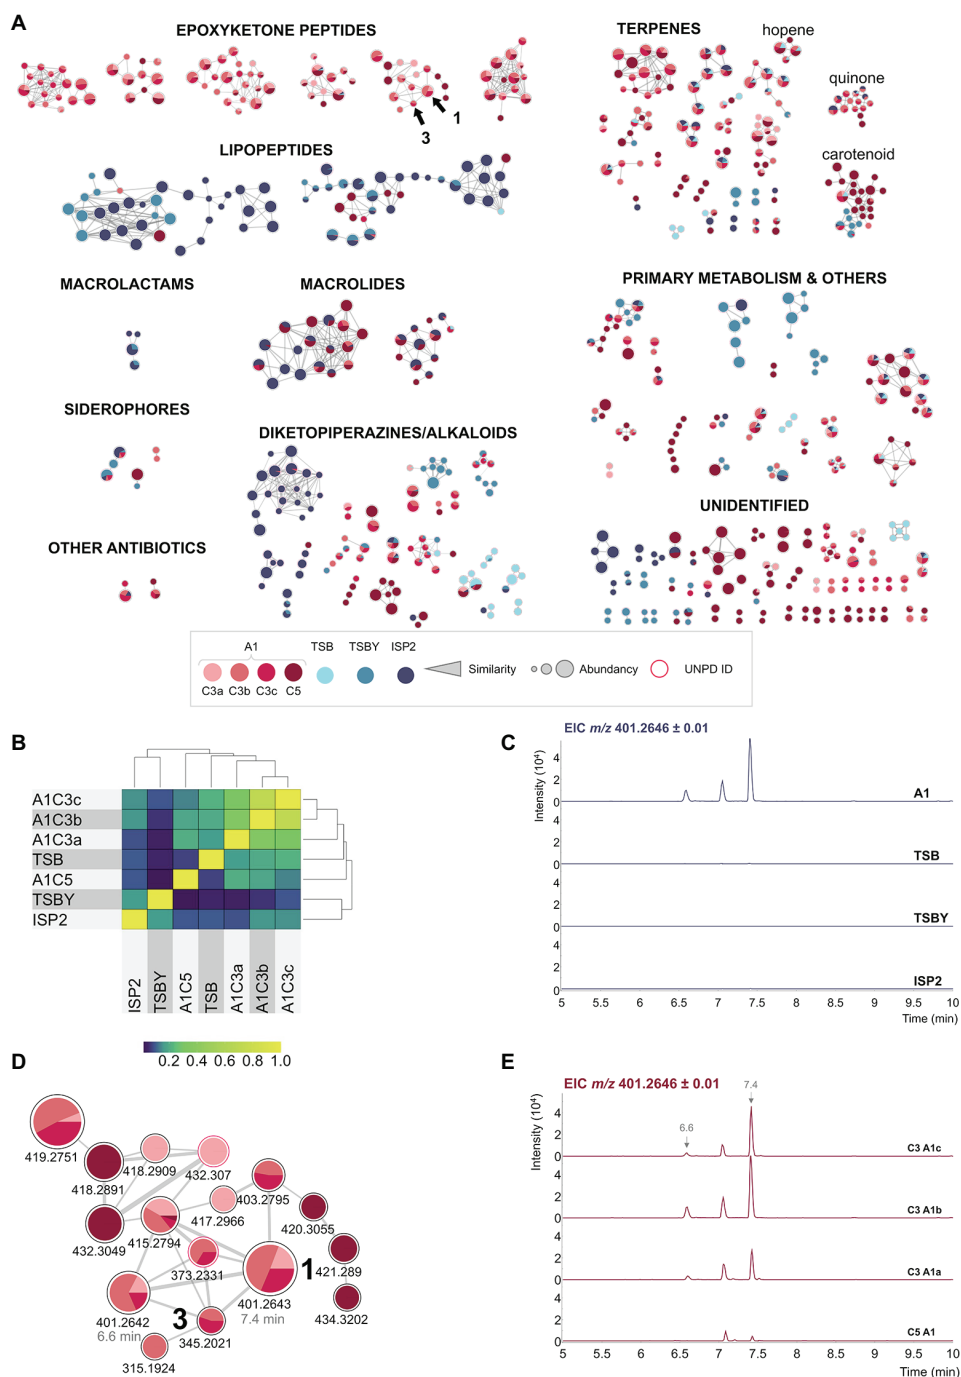 A
EPOXYKETONE PEPTIDES
TERPENES
hopene
quinone
1
3
LIPOPEPTIDES
carotenoid
MACROLACTAMS
MACROLIDES
PRIMARY METABOLISM & OTHERS
SIDEROPHORES
DIKETOPIPERAZINES/ALKALOIDS
UNIDENTIFIED
OTHER ANTIBIOTICS
A1 TSB TSBY ISP2
Similarity Abundancy UNPD ID
C3a C3b C3c C5
B
A1C3c
A1C3b
A1C3a
TSB
A1C5
TSBY
ISP2
ISP2 TSBY A1C5 TSB A1C3a A1C3b A1C3c
0.2 0.4 0.6 0.8 1.0
C
EIC m/z 401.2646 ± 0.01
Intensity (10⁴)
4
2
0
A1
4
2
0
TSB
4
2
0
TSBY
4
2
0
ISP2
5 5.5 6 6.5 7 7.5 8 8.5 9 9.5 10
Time (min)
D
419.2751
418.2891
418.2909
432.307
403.2795
417.2966
420.3055
432.3049
415.2794
373.2331
421.289
1
401.2643
7.4 min
434.3202
401.2642
6.6 min
3
345.2021
315.1924
E
EIC m/z 401.2646 ± 0.01
7.4
6.6
Intensity (10⁴)
4
2
0
C3 A1c
4
2
0
C3 A1b
4
2
0
C3 A1a
4
2
0
C5 A1
5 5.5 6 6.5 7 7.5 8 8.5 9 9.5 10
Time (min)